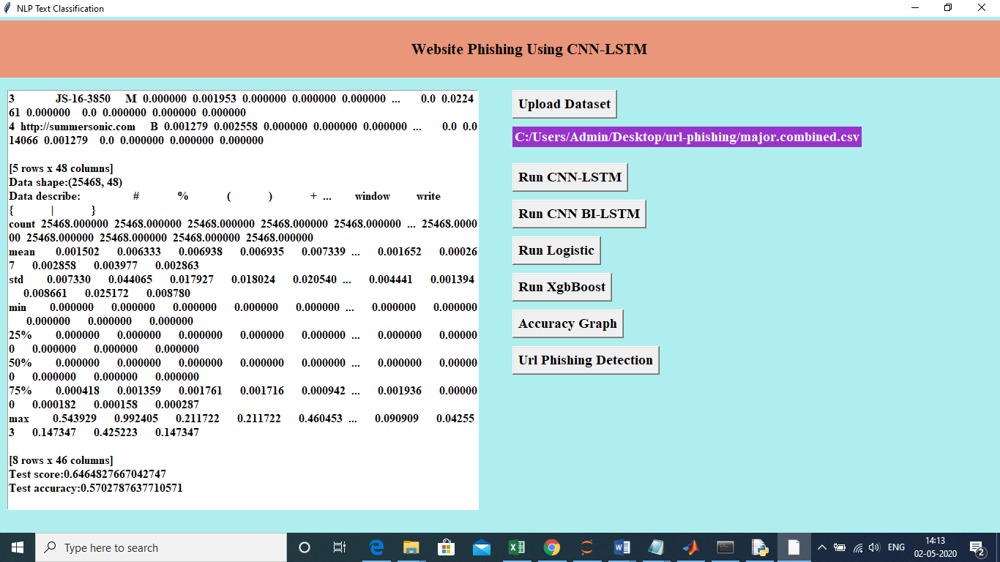 NLP Text Classification
Website Phishing Using CNN-LSTM
3 JS-16-3850 M 0.000000 0.001953 0.000000 0.000000 0.000000 ... 0.0 0.0224
61 0.000000 0.0 0.000000 0.000000 0.000000
4 http://summersonic.com B 0.001279 0.002558 0.000000 0.000000 0.000000 ... 0.0 0.0
14066 0.001279 0.0 0.000000 0.000000 0.000000
[5 rows x 48 columns]
Data shape:(25468, 48)
Data describe: # % ( ) + ... window write
{ | }
count 25468.000000 25468.000000 25468.000000 25468.000000 25468.000000 ... 25468.0000
00 25468.000000 25468.000000 25468.000000 25468.000000
mean 0.001502 0.006333 0.006938 0.006935 0.007339 ... 0.001652 0.00026
7 0.002858 0.003977 0.002863
std 0.007330 0.044065 0.017927 0.018024 0.020540 ... 0.004441 0.001394
0.008661 0.025172 0.008780
min 0.000000 0.000000 0.000000 0.000000 0.000000 ... 0.000000 0.000000
0.000000 0.000000 0.000000
25% 0.000000 0.000000 0.000000 0.000000 0.000000 ... 0.000000 0.00000
0 0.000000 0.000000 0.000000
50% 0.000000 0.000000 0.000000 0.000000 0.000000 ... 0.000000 0.00000
0 0.000000 0.000000 0.000000
75% 0.000418 0.001359 0.001761 0.001716 0.000942 ... 0.001936 0.00000
0 0.000182 0.000158 0.000287
max 0.543929 0.992405 0.211722 0.211722 0.460453 ... 0.090909 0.04255
3 0.147347 0.425223 0.147347
[8 rows x 46 columns]
Test score:0.6464827667042747
Test accuracy:0.5702787637710571
Upload Dataset
C:/Users/Admin/Desktop/url-phishing/major.combined.csv
Run CNN-LSTM
Run CNN BI-LSTM
Run Logistic
Run XgbBoost
Accuracy Graph
Url Phishing Detection
Type here to search
ENG
14:13
02-05-2020
2